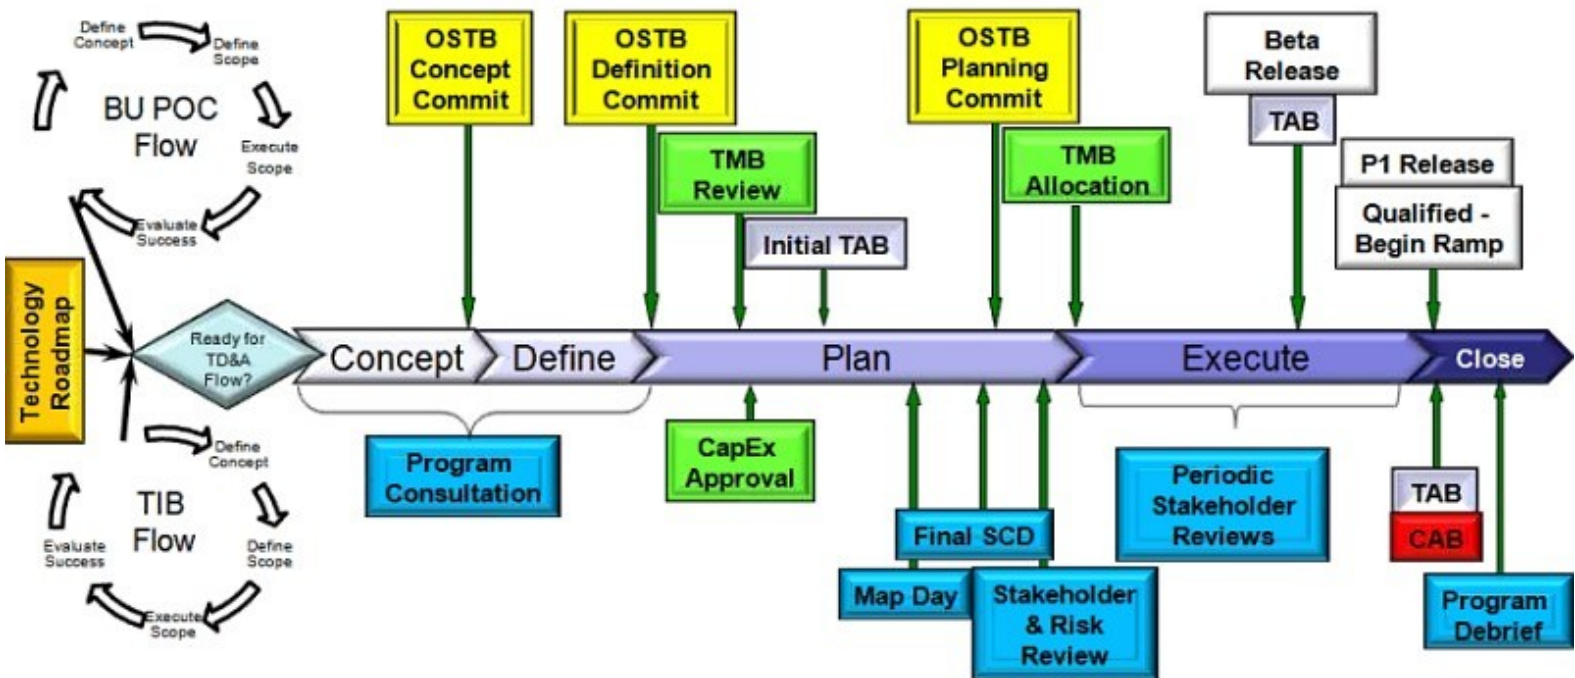 Define
Concept
Define
Scope
BU POC
Flow
Execute
Scope
Evaluate
Success
OSTB
Concept
Commit
OSTB
Definition
Commit
TMB
Review
Initial TAB
OSTB
Planning
Commit
TMB
Allocation
Beta
Release
TAB
P1 Release
Qualified -
Begin Ramp
Technology
Roadmap
Ready for
TD&A
Flow?
Concept
Define
Plan
Execute
Close
Define
Concept
TIB
Flow
Evaluate
Success
Define
Scope
Execute
Scope
Program
Consultation
CapEx
Approval
Final SCD
Map Day
Stakeholder
& Risk
Review
Periodic
Stakeholder
Reviews
TAB
CAB
Program
Debrief